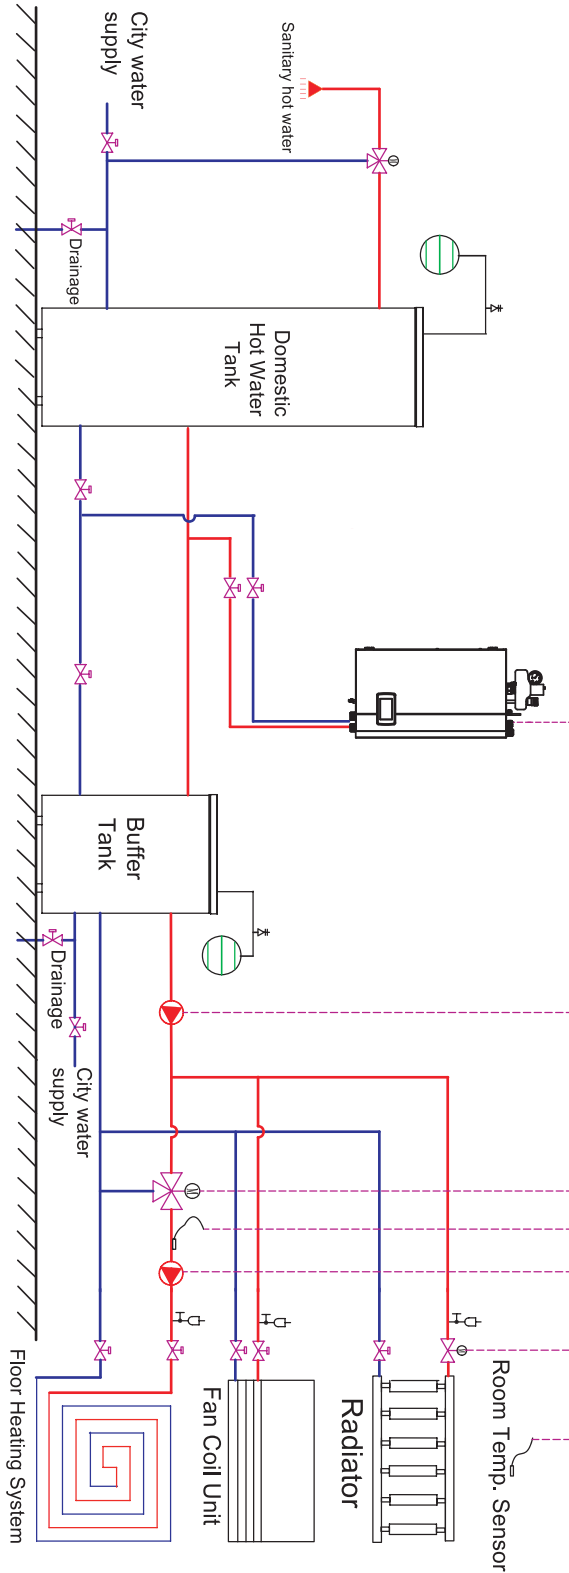 City water
supply
Sanitary hot water
Drainage
Domestic
Hot Water
Tank
Buffer
Tank
Drainage
City water
supply
Floor Heating System
Fan Coil Unit
Radiator
Room Temp. Sensor